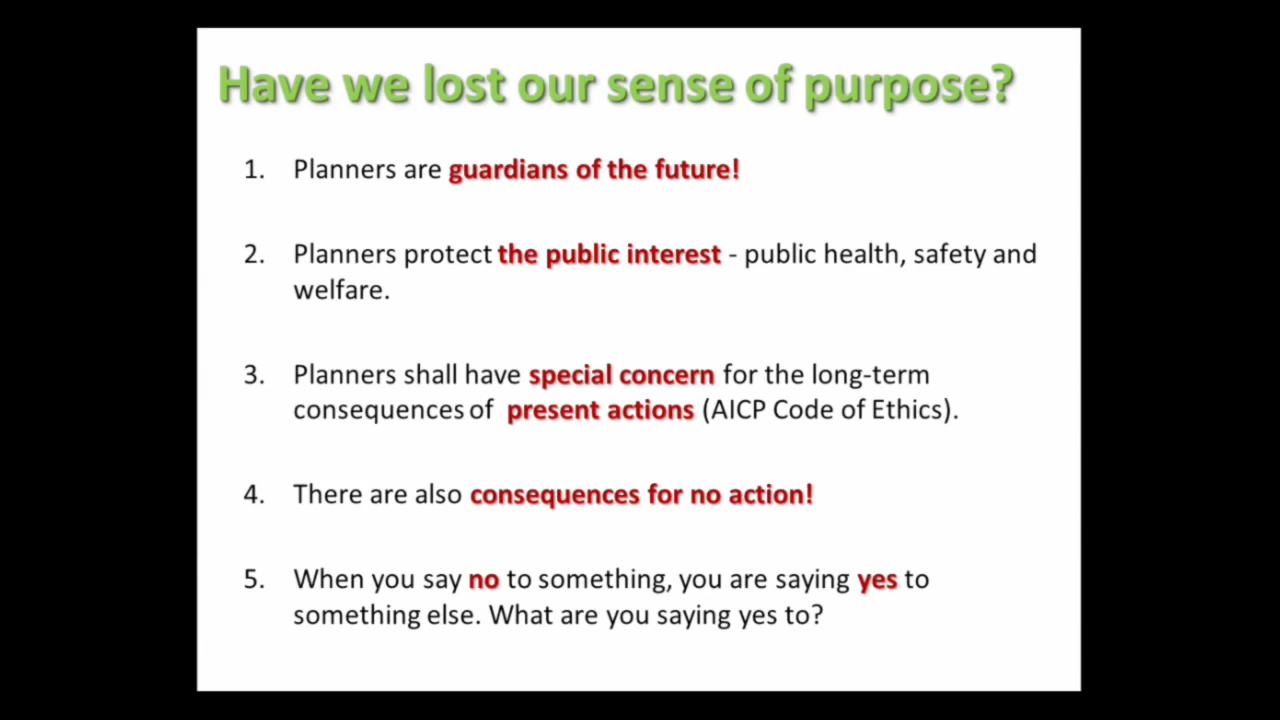 Have we lost our sense of purpose?
1. Planners are guardians of the future!
2. Planners protect the public interest - public health, safety and
welfare.
3. Planners shall have special concern for the long-term
consequences of present actions (AICP Code of Ethics).
4. There are also consequences for no action!
5. When you say no to something, you are saying yes to
something else. What are you saying yes to?